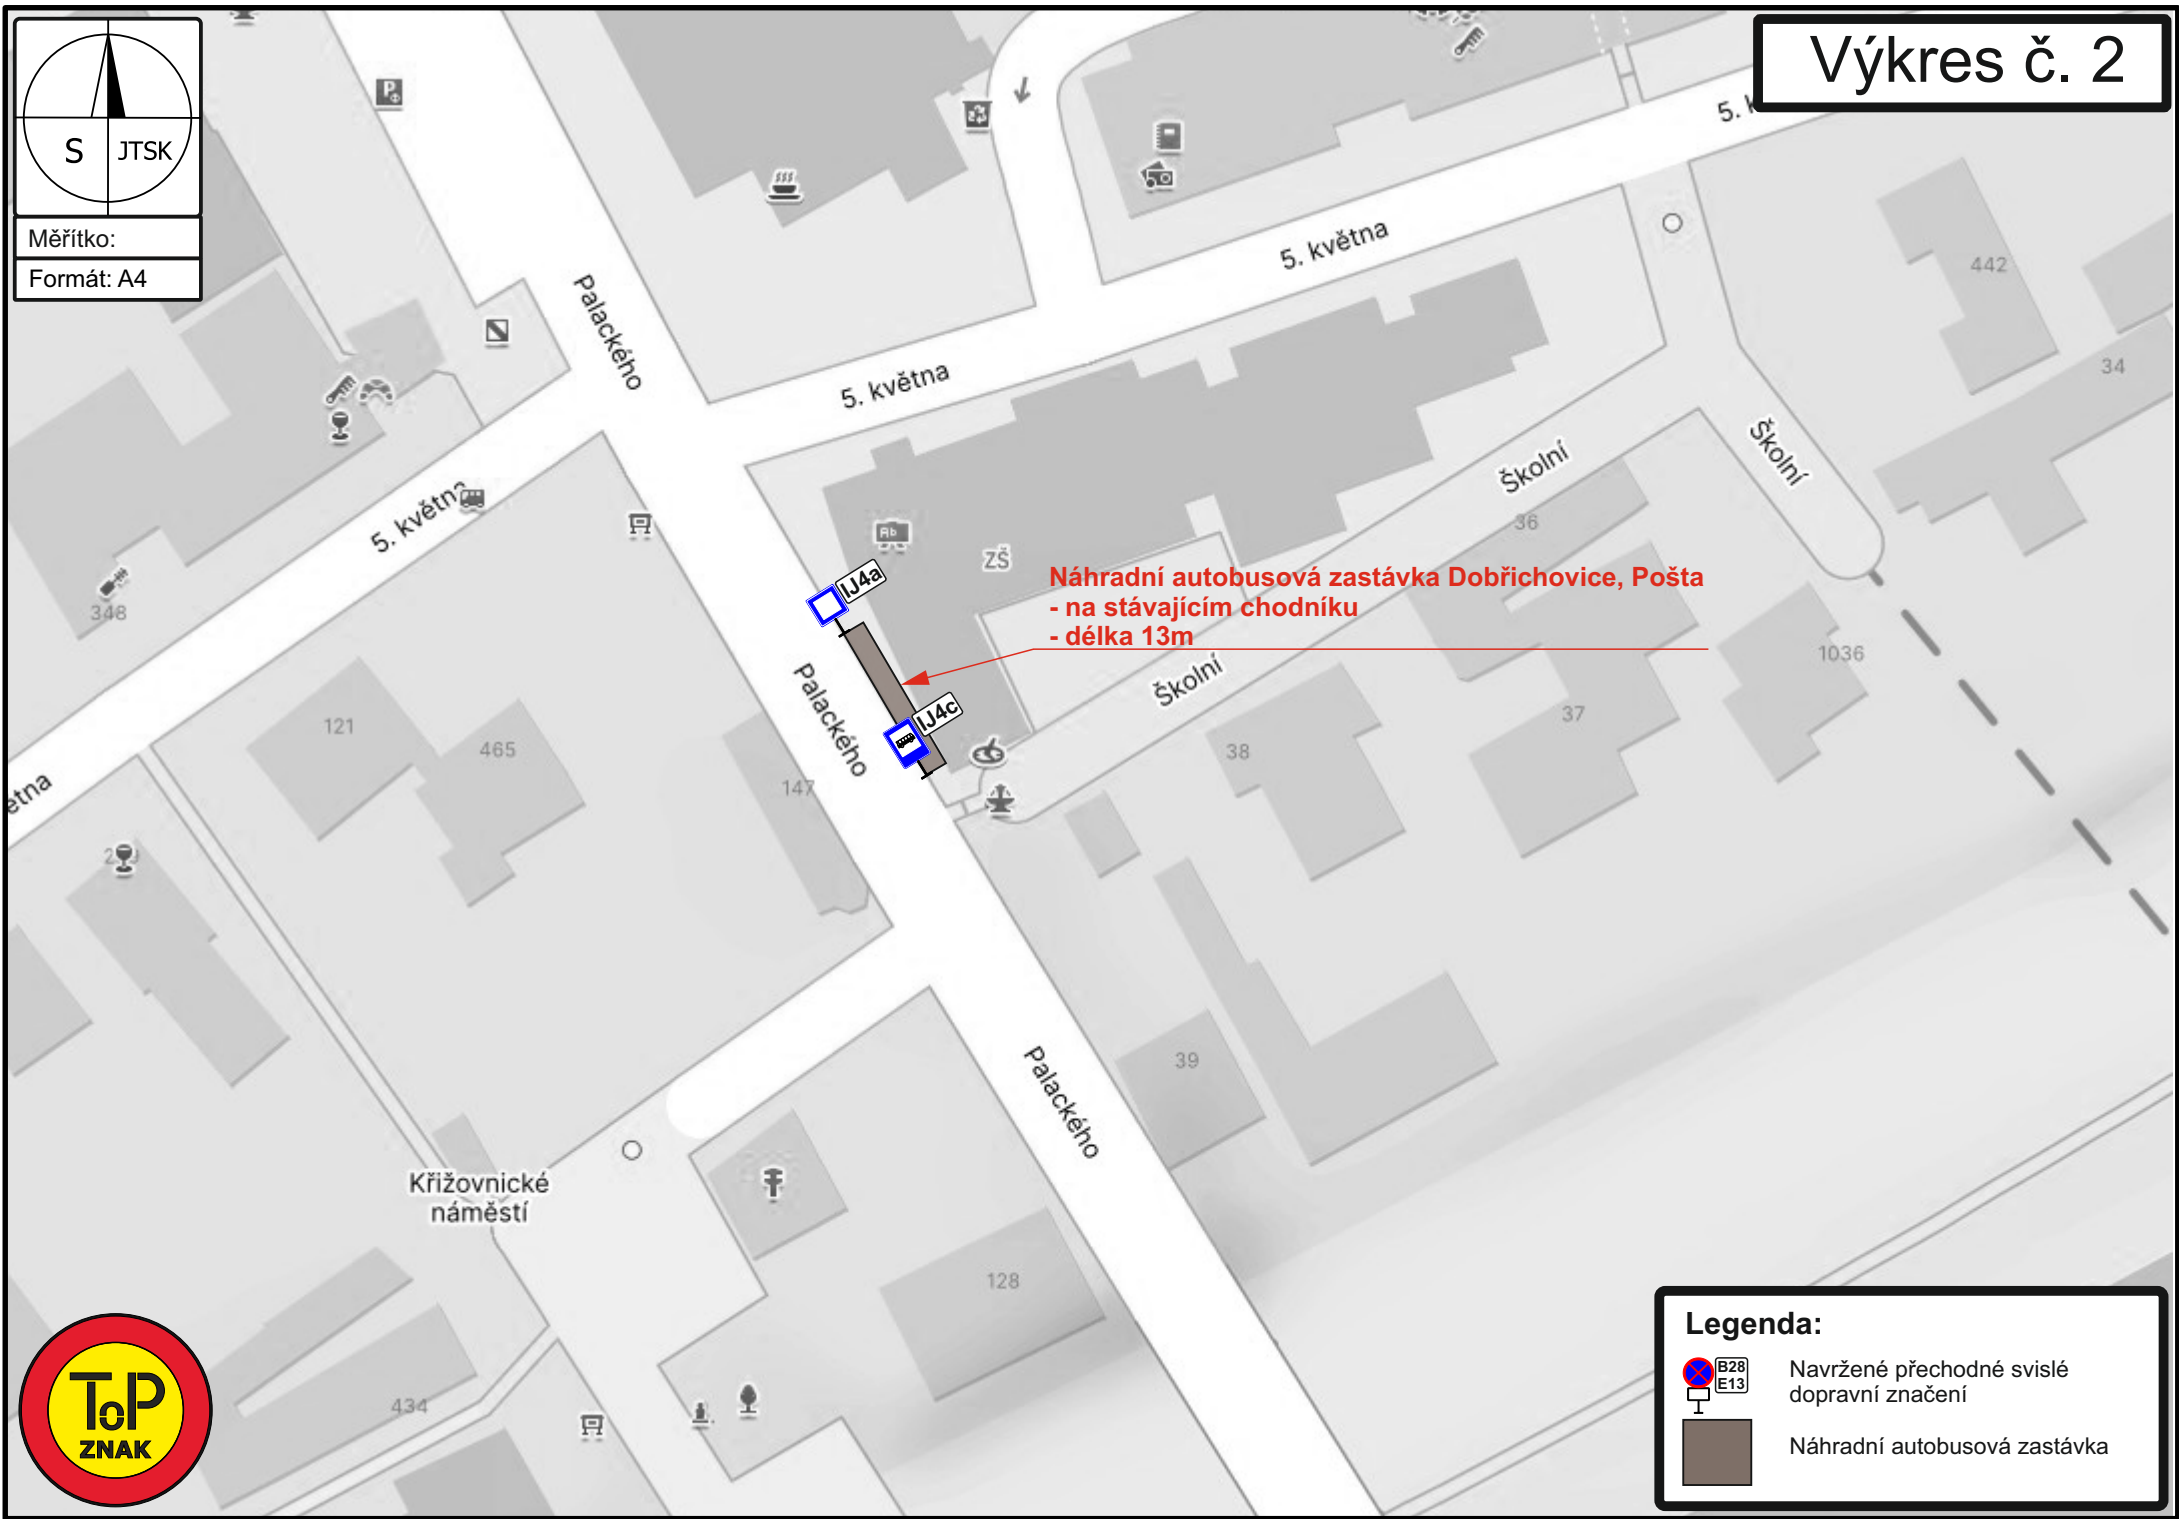 Výkres č. 2
S
JTSK
Měřítko:
Formát: A4
5.
Palackého
5. května
442
34
5. května
Školní
Školní
36
Ab
ZŠ
348
IJ4a
Náhradní autobusová zastávka Dobřichovice, Pošta
- na stávajícím chodníku
- délka 13m
1036
Palackého
Školní
IJ4c
121
465
37
38
147
39
Palackého
Křižovnické
náměstí
128
434
ToP
ZNAK
Legenda:
B28
E13
Navržené přechodné svislé
dopravní značení
Náhradní autobusová zastávka